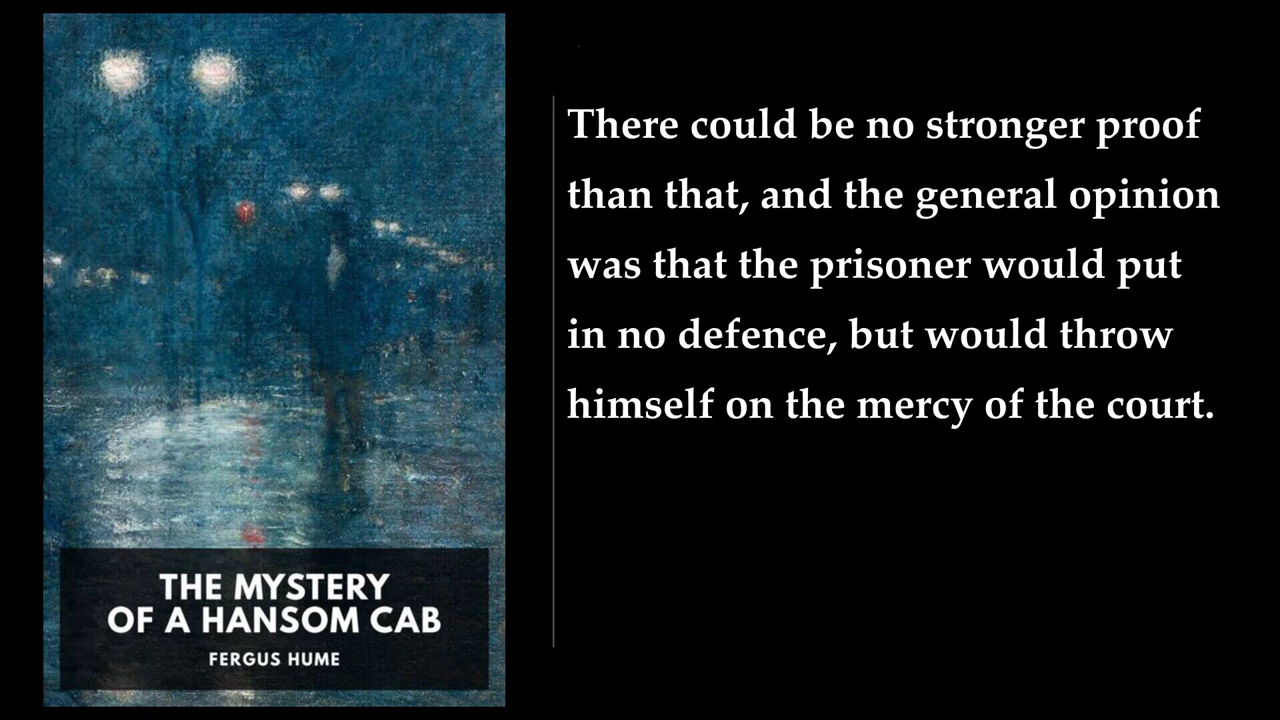 There could be no stronger proof
than that, and the general opinion
was that the prisoner would put
in no defence, but would throw
himself on the mercy of the court.
THE MYSTERY
OF A HANSOM CAB
FERGUS HUME